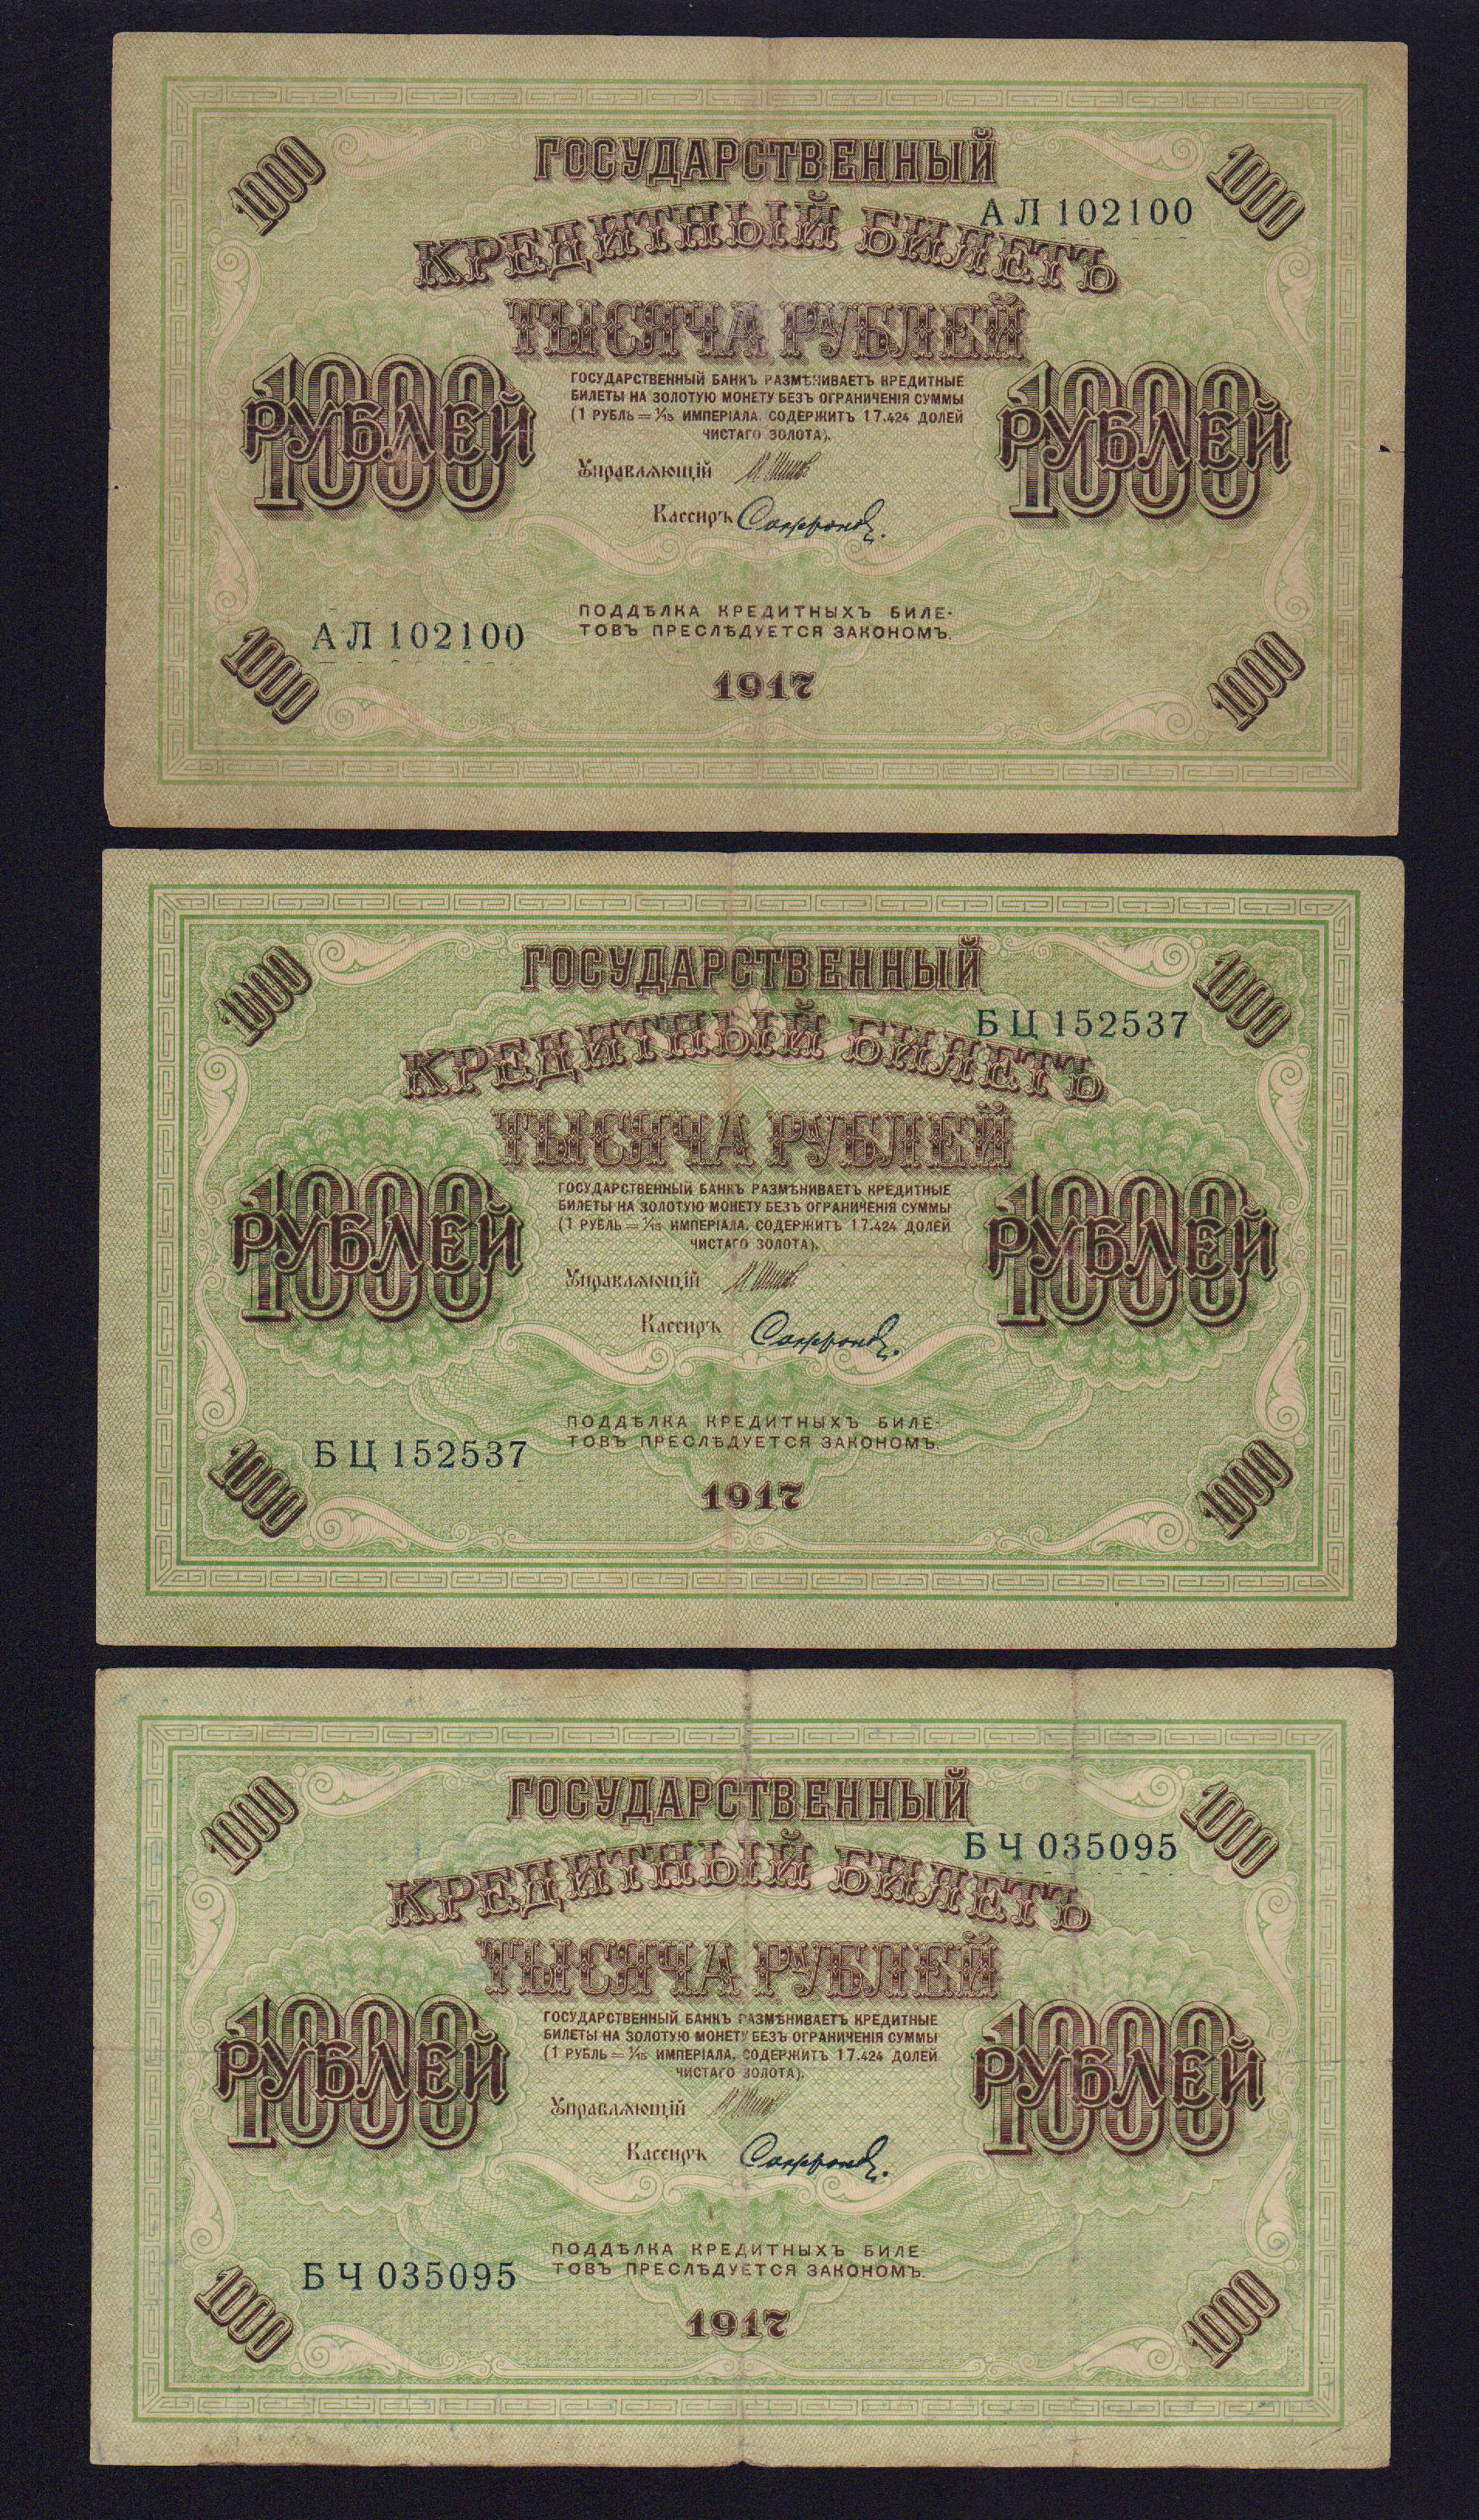 1000
1000
ГОСУДАРСТВЕННЫЙ
АЛ 102100
КРЕДИТНЫЙ БИЛЕТЪ
ТЫСЯЧА РУБЛЕЙ
1000 РУБЛЕЙ
1000 РУБЛЕЙ
ГОСУДАРСТВЕННЫЙ БАНКЪ РАЗМѢНИВАЕТЪ КРЕДИТНЫЕ
БИЛЕТЫ НА ЗОЛОТУЮ МОНЕТУ БЕЗЪ ОГРАНИЧЕНІЯ СУММЫ
(1 РУБЛЬ = 1/15 ИМПЕРІАЛА, СОДЕРЖИТЪ 17.424 ДОЛЕЙ
ЧИСТАГО ЗОЛОТА).
Управляющій
Кассиръ Сафронов
ПОДДѢЛКА КРЕДИТНЫХЪ БИЛЕ-
ТОВЪ ПРЕСЛѢДУЕТСЯ ЗАКОНОМЪ.
АЛ 102100
1000
1917
1000
1000
1000
ГОСУДАРСТВЕННЫЙ
БЦ 152537
КРЕДИТНЫЙ БИЛЕТЪ
ТЫСЯЧА РУБЛЕЙ
1000 РУБЛЕЙ
1000 РУБЛЕЙ
ГОСУДАРСТВЕННЫЙ БАНКЪ РАЗМѢНИВАЕТЪ КРЕДИТНЫЕ
БИЛЕТЫ НА ЗОЛОТУЮ МОНЕТУ БЕЗЪ ОГРАНИЧЕНІЯ СУММЫ
(1 РУБЛЬ = 1/15 ИМПЕРІАЛА, СОДЕРЖИТЪ 17.424 ДОЛЕЙ
ЧИСТАГО ЗОЛОТА).
Управляющій
Кассиръ Сафронов
ПОДДѢЛКА КРЕДИТНЫХЪ БИЛЕ-
ТОВЪ ПРЕСЛѢДУЕТСЯ ЗАКОНОМЪ.
БЦ 152537
1000
1917
1000
1000
1000
ГОСУДАРСТВЕННЫЙ
БЧ 035095
КРЕДИТНЫЙ БИЛЕТЪ
ТЫСЯЧА РУБЛЕЙ
1000 РУБЛЕЙ
1000 РУБЛЕЙ
ГОСУДАРСТВЕННЫЙ БАНКЪ РАЗМѢНИВАЕТЪ КРЕДИТНЫЕ
БИЛЕТЫ НА ЗОЛОТУЮ МОНЕТУ БЕЗЪ ОГРАНИЧЕНІЯ СУММЫ
(1 РУБЛЬ = 1/15 ИМПЕРІАЛА, СОДЕРЖИТЪ 17.424 ДОЛЕЙ
ЧИСТАГО ЗОЛОТА).
Управляющій
Кассиръ Сафронов
ПОДДѢЛКА КРЕДИТНЫХЪ БИЛЕ-
ТОВЪ ПРЕСЛѢДУЕТСЯ ЗАКОНОМЪ.
БЧ 035095
1000
1917
1000